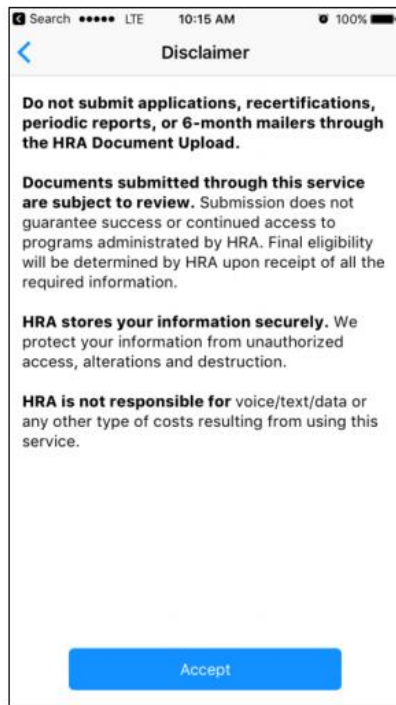 Search ●●●●● LTE 10:15 AM 100%
Disclaimer
Do not submit applications, recertifications,
periodic reports, or 6-month mailers through
the HRA Document Upload.
Documents submitted through this service
are subject to review. Submission does not
guarantee success or continued access to
programs administered by HRA. Final eligibility
will be determined by HRA upon receipt of all the
required information.
HRA stores your information securely. We
protect your information from unauthorized
access, alterations and destruction.
HRA is not responsible for voice/text/data or
any other type of costs resulting from using this
service.
Accept